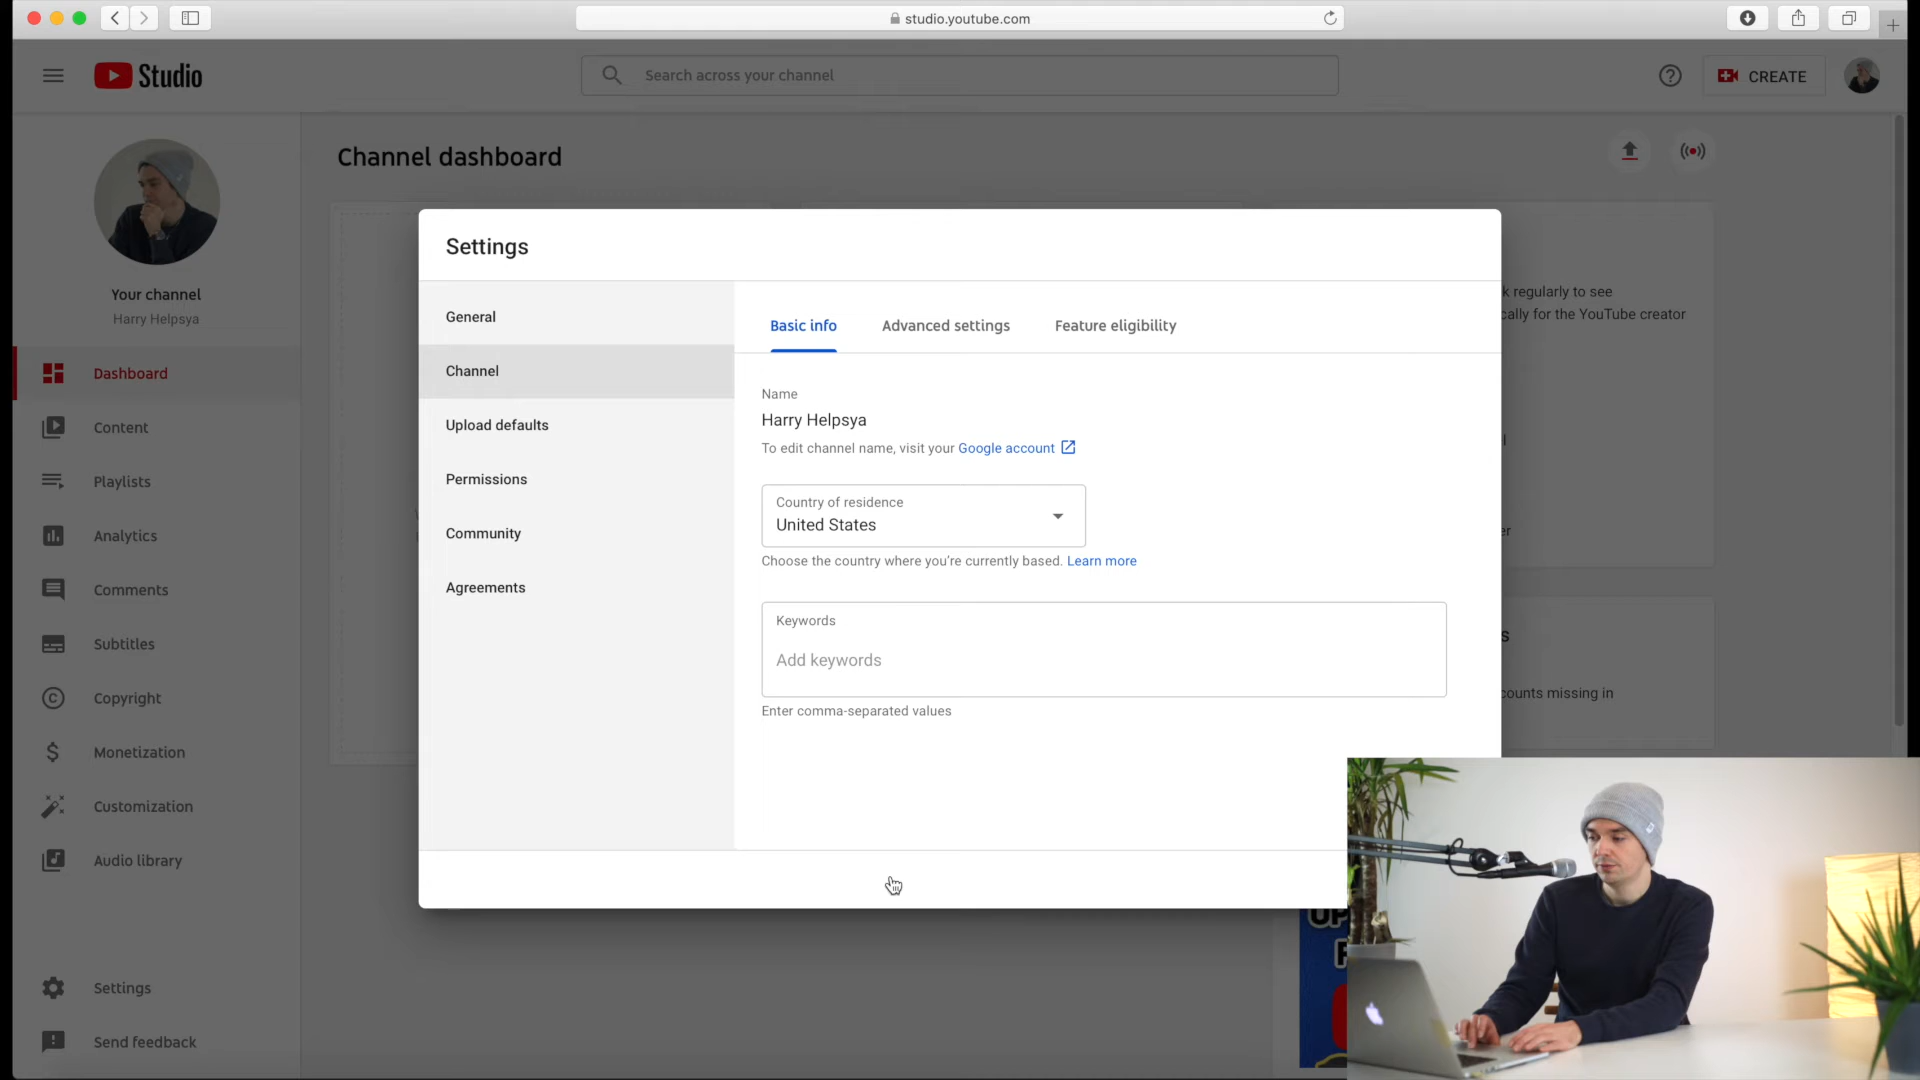 studio.youtube.com
Studio
Search across your channel
CREATE
Your channel
Harry Helpsya
Dashboard
Content
Playlists
Analytics
Comments
Subtitles
Copyright
Monetization
Customization
Audio library
Settings
Send feedback
Channel dashboard
Settings
General
Channel
Upload defaults
Permissions
Community
Agreements
Basic info
Advanced settings
Feature eligibility
Name
Harry Helpsya
To edit channel name, visit your Google account
Country of residence
United States
Choose the country where you're currently based. Learn more
Keywords
Add keywords
Enter comma-separated values
k regularly to see
cally for the YouTube creator
counts missing in